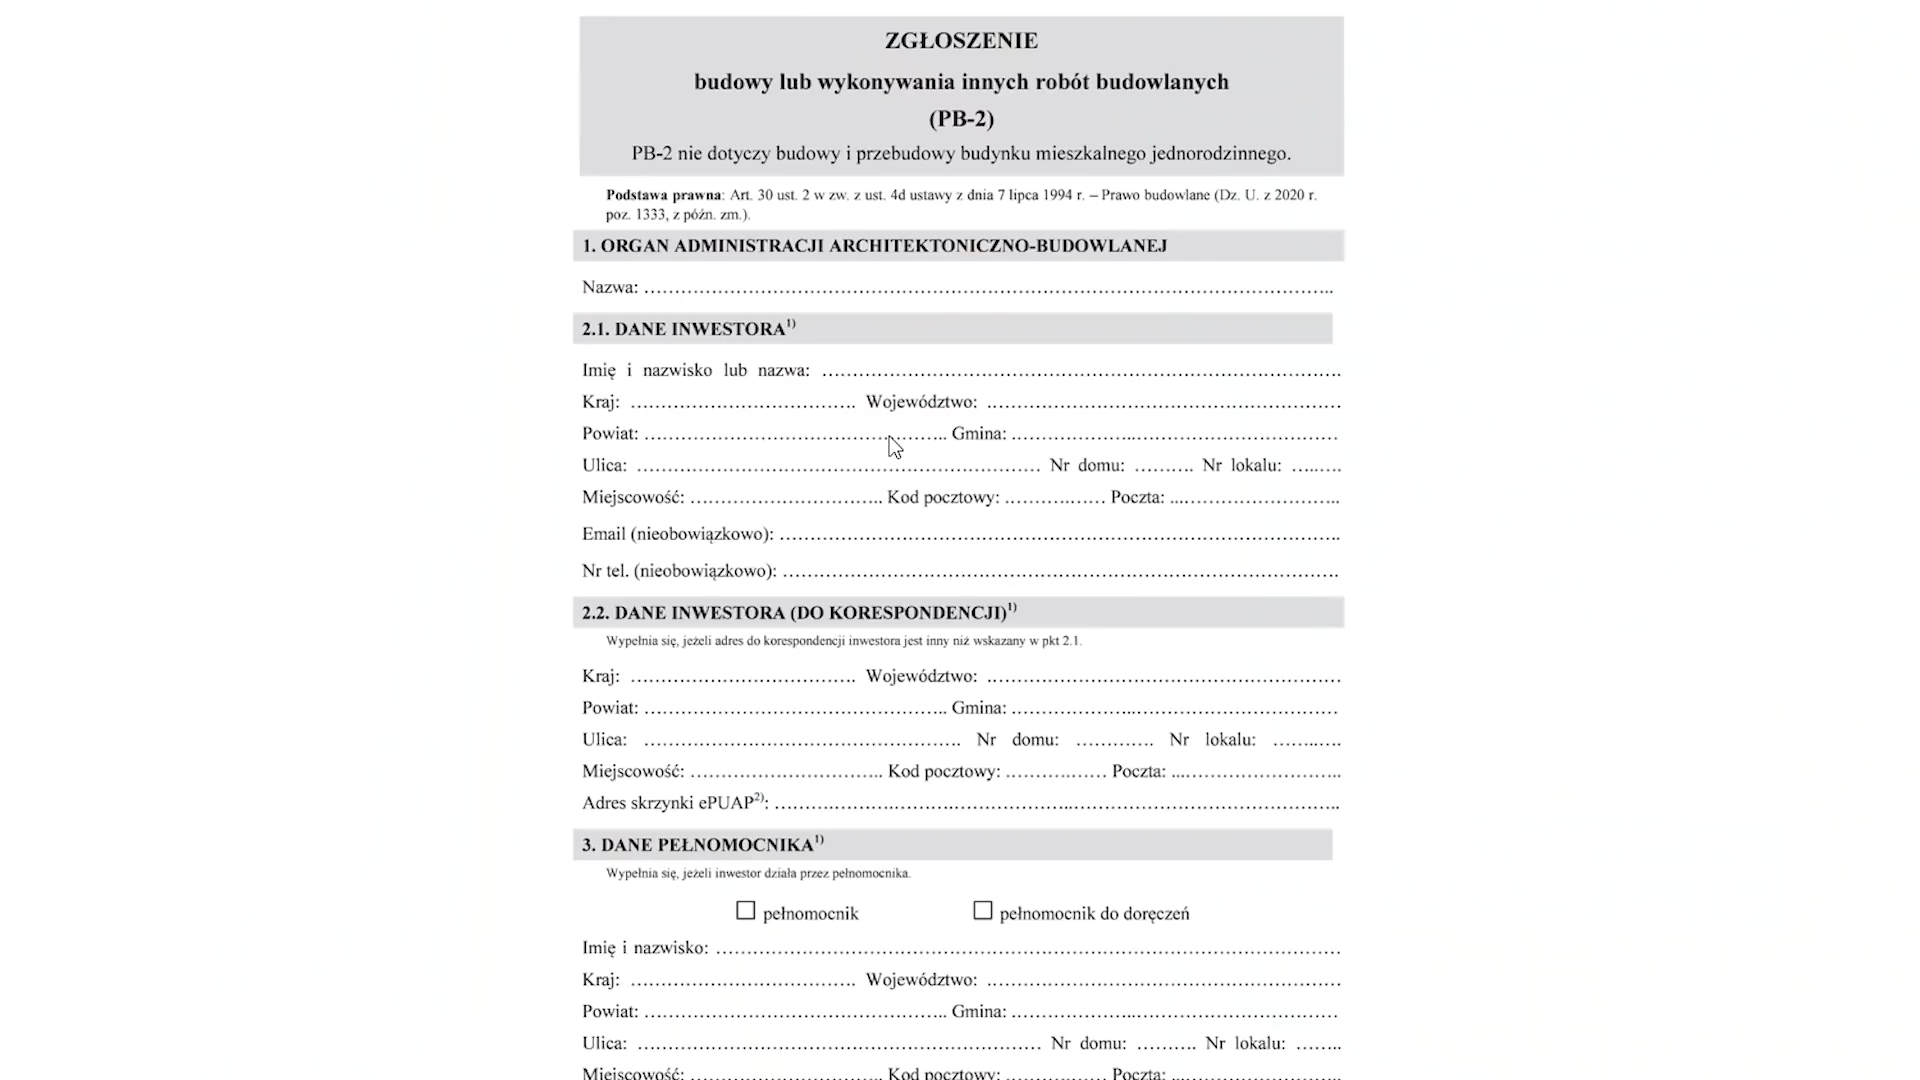 ZGŁOSZENIE
budowy lub wykonywania innych robót budowlanych
(PB-2)
PB-2 nie dotyczy budowy i przebudowy budynku mieszkalnego jednorodzinnego.
Podstawa prawna: Art. 30 ust. 2 w zw. z ust. 4d ustawy z dnia 7 lipca 1994 r. – Prawo budowlane (Dz. U. z 2020 r.
poz. 1333, z późn. zm.).
1. ORGAN ADMINISTRACJI ARCHITEKTONICZNO-BUDOWLANEJ
Nazwa: ……………………………………………………………………………………..
2.1. DANE INWESTORA1)
Imię i nazwisko lub nazwa: ……………………………………………………………….
Kraj: …………………………. Województwo: …………………………………………
Powiat: ………………………………….. Gmina: ………………………………………
Ulica: ……………………………………………… Nr domu: ………. Nr lokalu: ………
Miejscowość: …………………….. Kod pocztowy: …………… Poczta: …………………..
Email (nieobowiązkowo): ……………………………………………………………………..
Nr tel. (nieobowiązkowo): ……………………………………………………………………
2.2. DANE INWESTORA (DO KORESPONDENCJI)1)
Wypełnia się, jeżeli adres do korespondencji inwestora jest inny niż wskazany w pkt 2.1.
Kraj: …………………………. Województwo: …………………………………………
Powiat: ………………………………….. Gmina: ………………………………………
Ulica: ……………………………………. Nr domu: …………. Nr lokalu: ………….
Miejscowość: …………………….. Kod pocztowy: …………… Poczta: …………………..
Adres skrzynki ePUAP2): ……………………………………………………………………..
3. DANE PEŁNOMOCNIKA1)
Wypełnia się, jeżeli inwestor działa przez pełnomocnika.
☐ pełnomocnik ☐ pełnomocnik do doręczeń
Imię i nazwisko: ………………………………………………………………………………
Kraj: …………………………. Województwo: …………………………………………
Powiat: ………………………………….. Gmina: ………………………………………
Ulica: ……………………………………………… Nr domu: ………. Nr lokalu: ……..
Miejscowość: …………………….. Kod pocztowy: …………… Poczta: …………………..